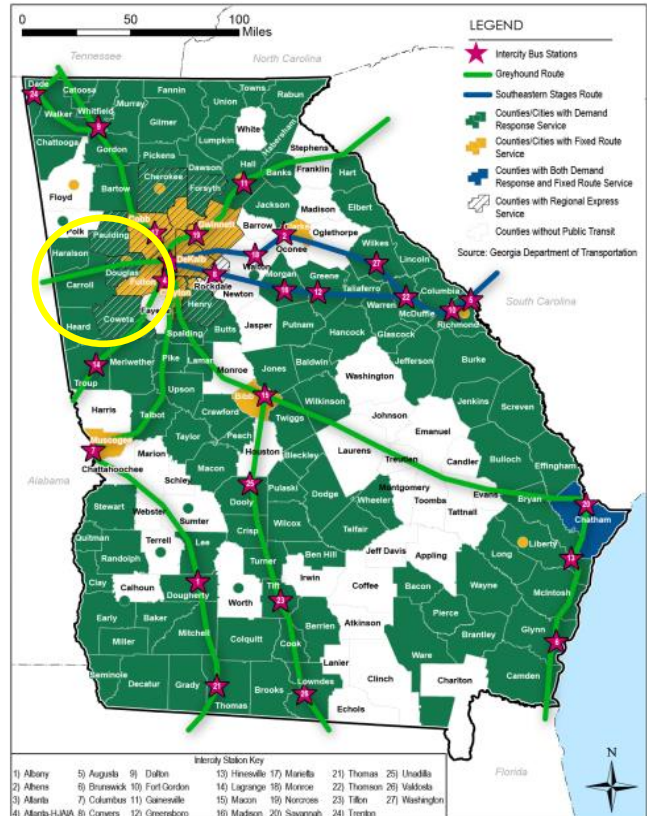 0 50 100
Miles
LEGEND
Intercity Bus Stations
Greyhound Route
Southeastern Stages Route
Counties/Cities with Demand
Response Service
Counties/Cities with Fixed Route
Service
Counties with Both Demand
Response and Fixed Route Service
Counties with Regional Express
Service
Counties without Public Transit
Source: Georgia Department of Transportation
Tennessee
North Carolina
South Carolina
Alabama
Florida
Dade
Catoosa
Walker
Whitfield
Murray
Fannin
Gilmer
Union
Towns
Rabun
White
Habersham
Lumpkin
Stephens
Franklin
Chattooga
Gordon
Pickens
Dawson
Hall
Banks
Hart
Floyd
Bartow
Cherokee
Forsyth
Jackson
Madison
Elbert
Polk
Paulding
Cobb
Gwinnett
Barrow
Clarke
Oglethorpe
Oconee
Wilkes
Lincoln
Haralson
Douglas
Fulton
DeKalb
Rockdale
Walton
Morgan
Greene
Taliaferro
Columbia
Carroll
Newton
Warren
McDuffie
Richmond
Coweta
Henry
Butts
Jasper
Putnam
Hancock
Glascock
Heard
Spalding
Jefferson
Burke
Meriwether
Pike
Lamar
Monroe
Jones
Baldwin
Washington
Troup
Upson
Bibb
Wilkinson
Jenkins
Screven
Harris
Talbot
Crawford
Twiggs
Johnson
Emanuel
Muscogee
Taylor
Peach
Houston
Bleckley
Laurens
Treutlen
Candler
Bulloch
Effingham
Chattahoochee
Marion
Macon
Schley
Dooly
Pulaski
Dodge
Wheeler
Montgomery
Toombs
Evans
Bryan
Chatham
Stewart
Webster
Sumter
Crisp
Wilcox
Telfair
Tattnall
Quitman
Randolph
Terrell
Lee
Turner
Ben Hill
Jeff Davis
Appling
Long
Liberty
Clay
Calhoun
Dougherty
Worth
Tift
Irwin
Coffee
Bacon
Wayne
McIntosh
Early
Baker
Mitchell
Colquitt
Cook
Berrien
Atkinson
Pierce
Brantley
Glynn
Miller
Lanier
Ware
Seminole
Decatur
Grady
Thomas
Brooks
Lowndes
Echols
Clinch
Charlton
Camden
N
Intercity Station Key
1) Albany 5) Augusta 9) Dalton 13) Hinesville 17) Marietta 21) Thomas 25) Unadilla
2) Athens 6) Brunswick 10) Fort Gordon 14) Lagrange 18) Monroe 22) Thomson 26) Valdosta
3) Atlanta 7) Columbus 11) Gainesville 15) Macon 19) Norcross 23) Tifton 27) Washington
4) Atlanta-HJAIA 8) Conyers 12) Greensboro 16) Madison 20) Savannah 24) Trenton